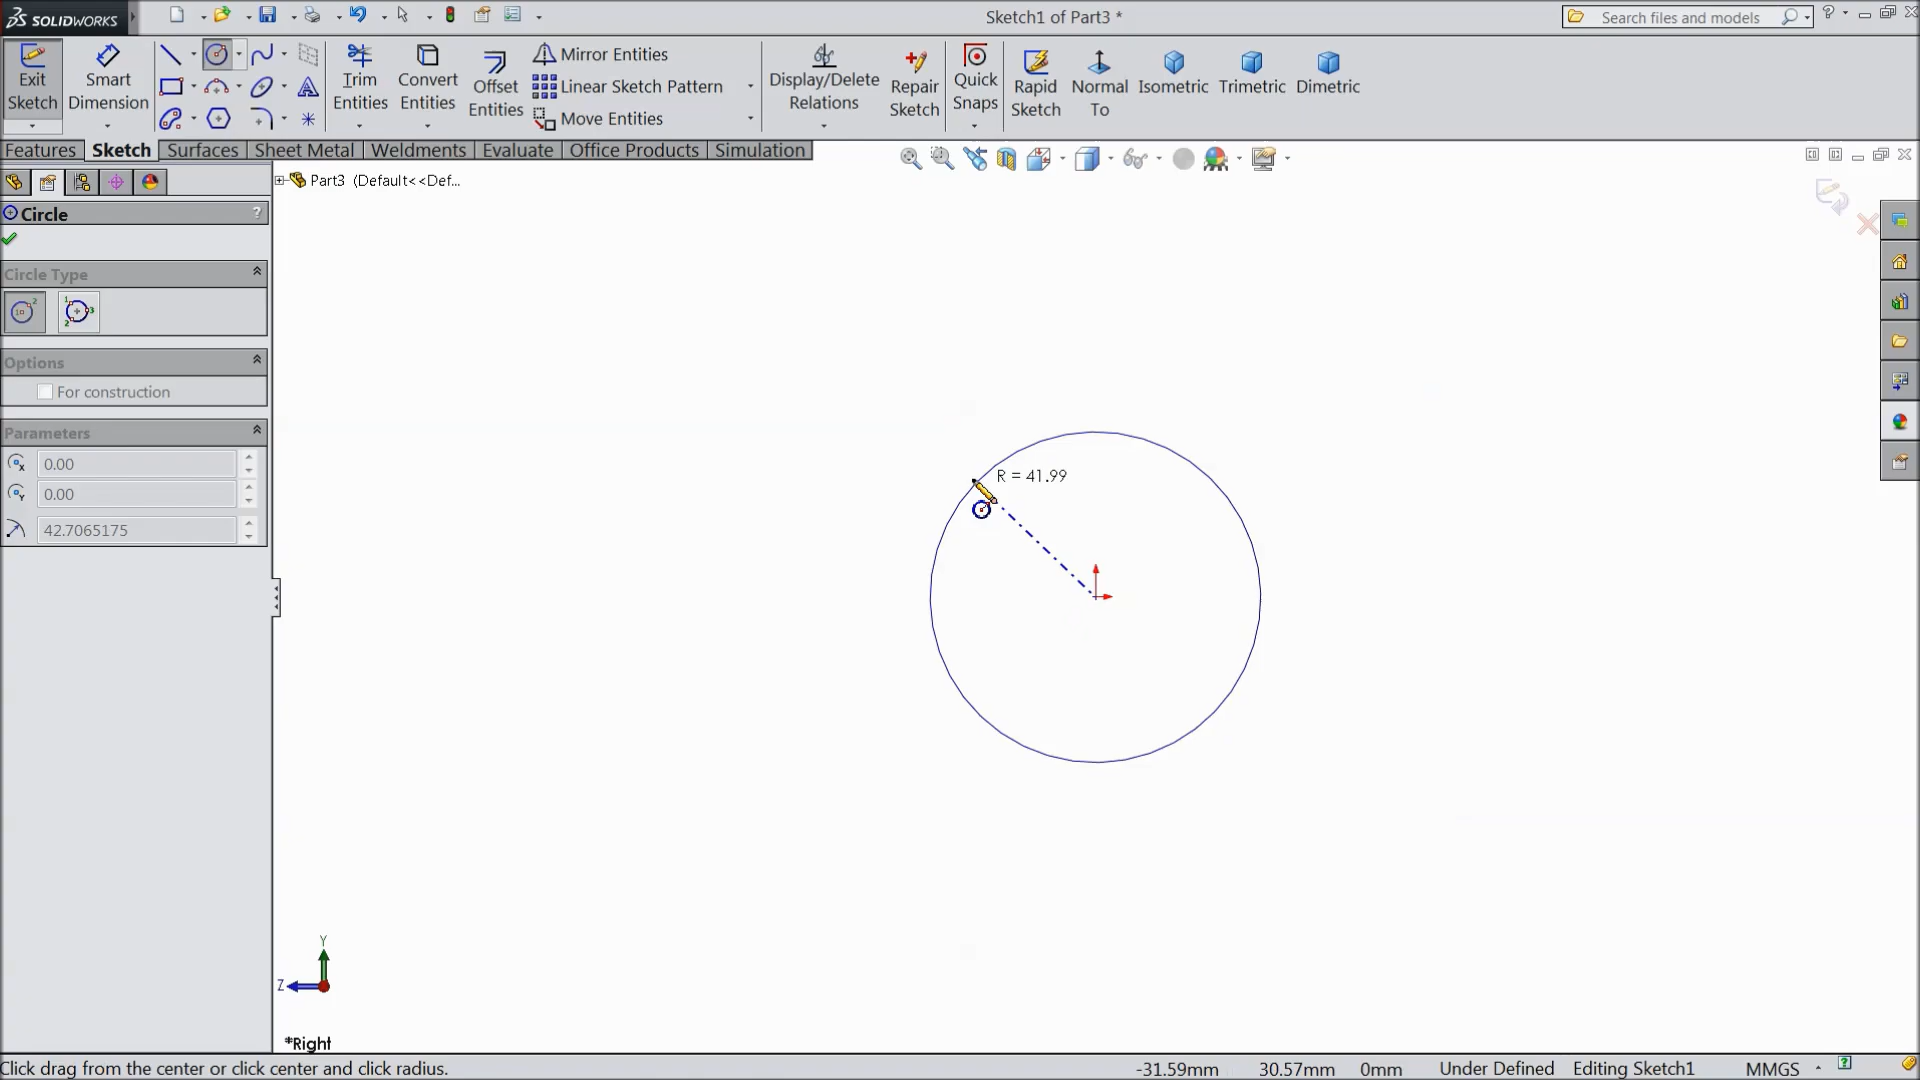 SOLIDWORKS
Sketch1 of Part3 *
Search files and models
Exit Sketch
Smart Dimension
Trim Entities
Convert Entities
Offset Entities
Mirror Entities
Linear Sketch Pattern
Move Entities
Display/Delete Relations
Repair Sketch
Quick Snaps
Rapid Sketch
Normal To
Isometric
Trimetric
Dimetric
Features
Sketch
Surfaces
Sheet Metal
Weldments
Evaluate
Office Products
Simulation
Part3 (Default<<Def...
Circle
?
Circle Type
Options
For construction
Parameters
0.00
0.00
42.7065175
R = 41.99
Y
Z
*Right
Click drag from the center or click center and click radius.
-31.59mm
30.57mm
0mm
Under Defined
Editing Sketch1
MMGS